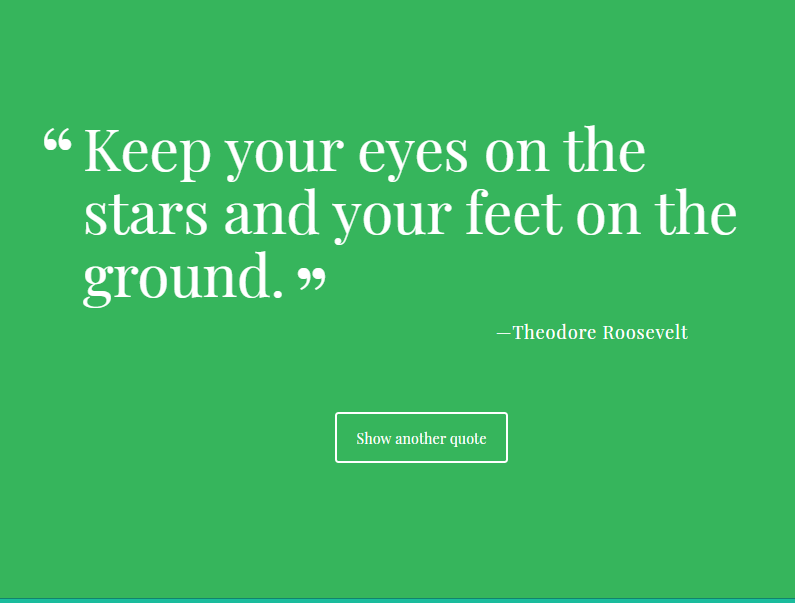 “Keep your eyes on the
stars and your feet on the
ground.”
—Theodore Roosevelt
Show another quote